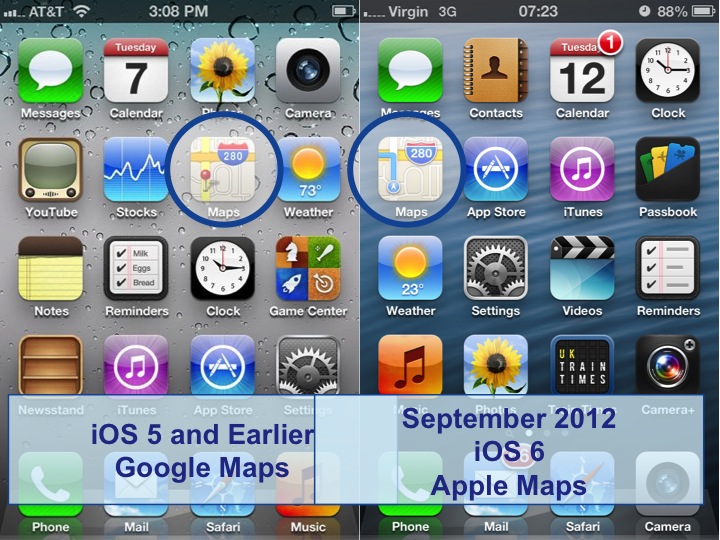 AT&T 3:08 PM
Tuesday
7
Messages Calendar Camera
280
73°
YouTube Stocks Maps Weather
Milk
Eggs
Bread
Notes Reminders Clock Game Center
Newsstand iTunes App Store Settings
iOS 5 and Earlier
Google Maps
Phone Mail Safari Music
Virgin 3G 07:23 88%
Tuesday 1
12
Messages Contacts Calendar Clock
280
Maps App Store iTunes Passbook
23°
Weather Settings Videos Reminders
UK
TRAIN
TIMES
Music Photos Train Times Camera+
September 2012
iOS 6
Apple Maps
Phone Mail Safari Camera